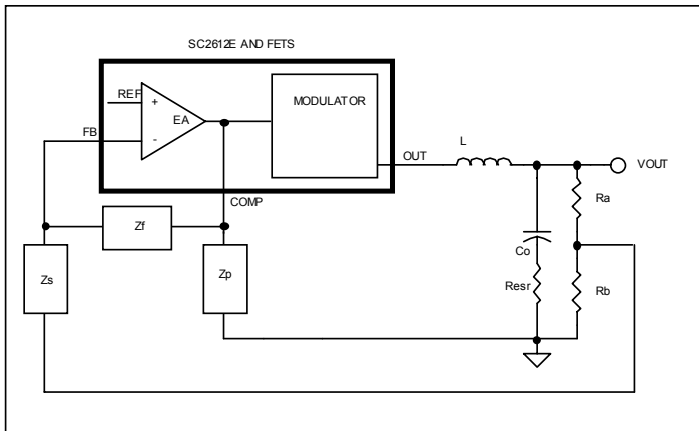 SC2612E AND FETS
REF
+
EA
-
FB
MODULATOR
OUT
L
VOUT
COMP
Ra
Zf
Co
Zs
Zp
Resr
Rb